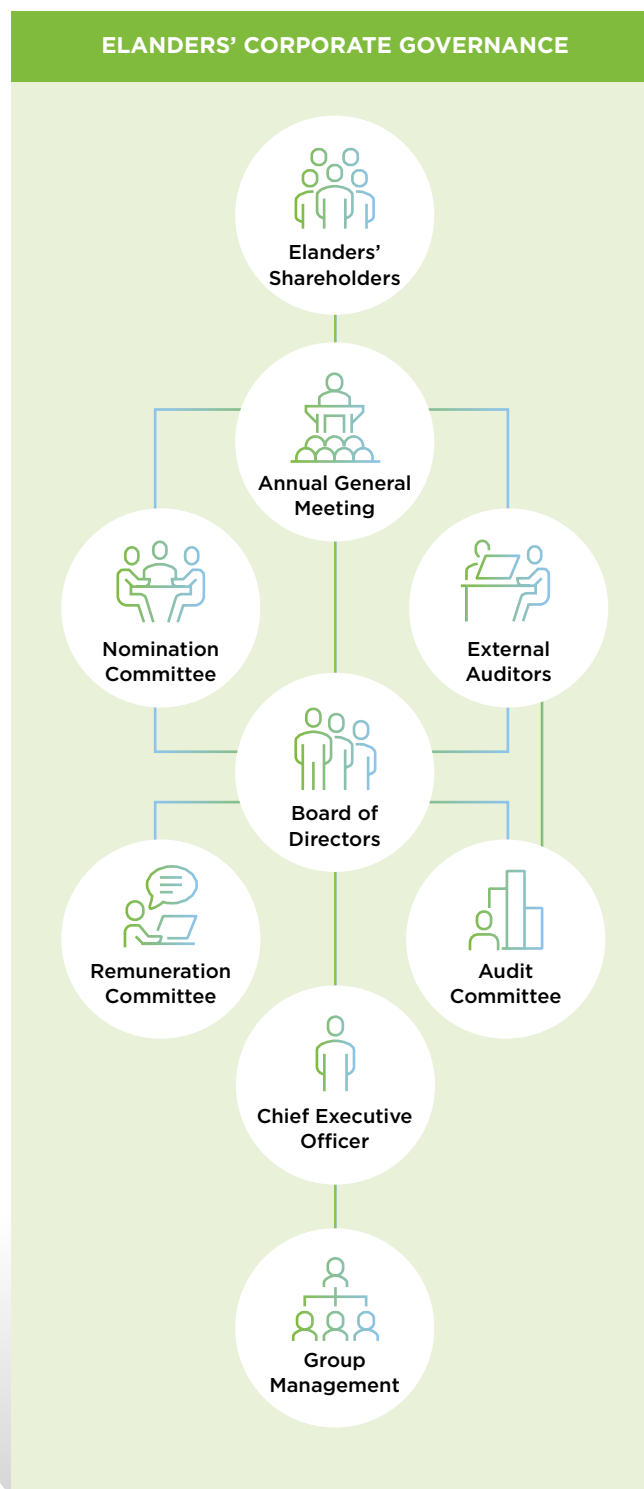 ELANDERS’ CORPORATE GOVERNANCE
Elanders’
Shareholders
Annual General
Meeting
Nomination
Committee
External
Auditors
Board of
Directors
Remuneration
Committee
Audit
Committee
Chief Executive
Officer
Group
Management